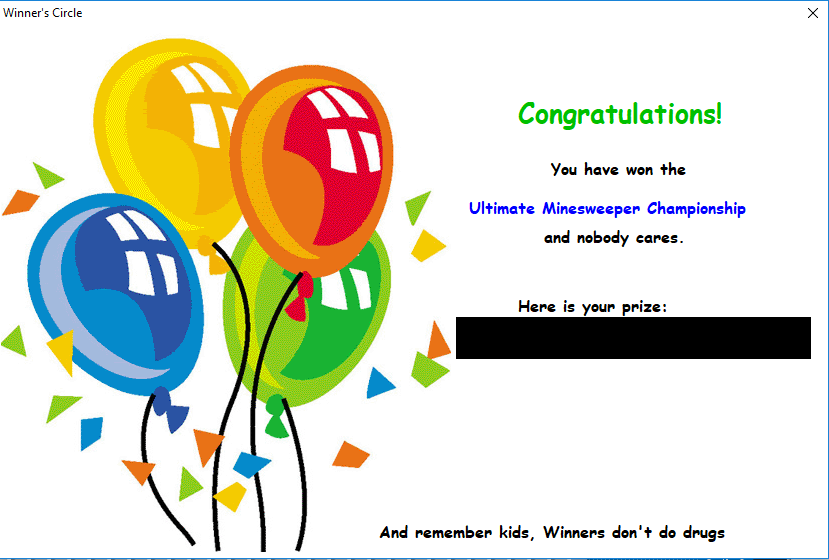 Winner's Circle
Congratulations!
You have won the
Ultimate Minesweeper Championship
and nobody cares.
Here is your prize:
And remember kids, Winners don't do drugs